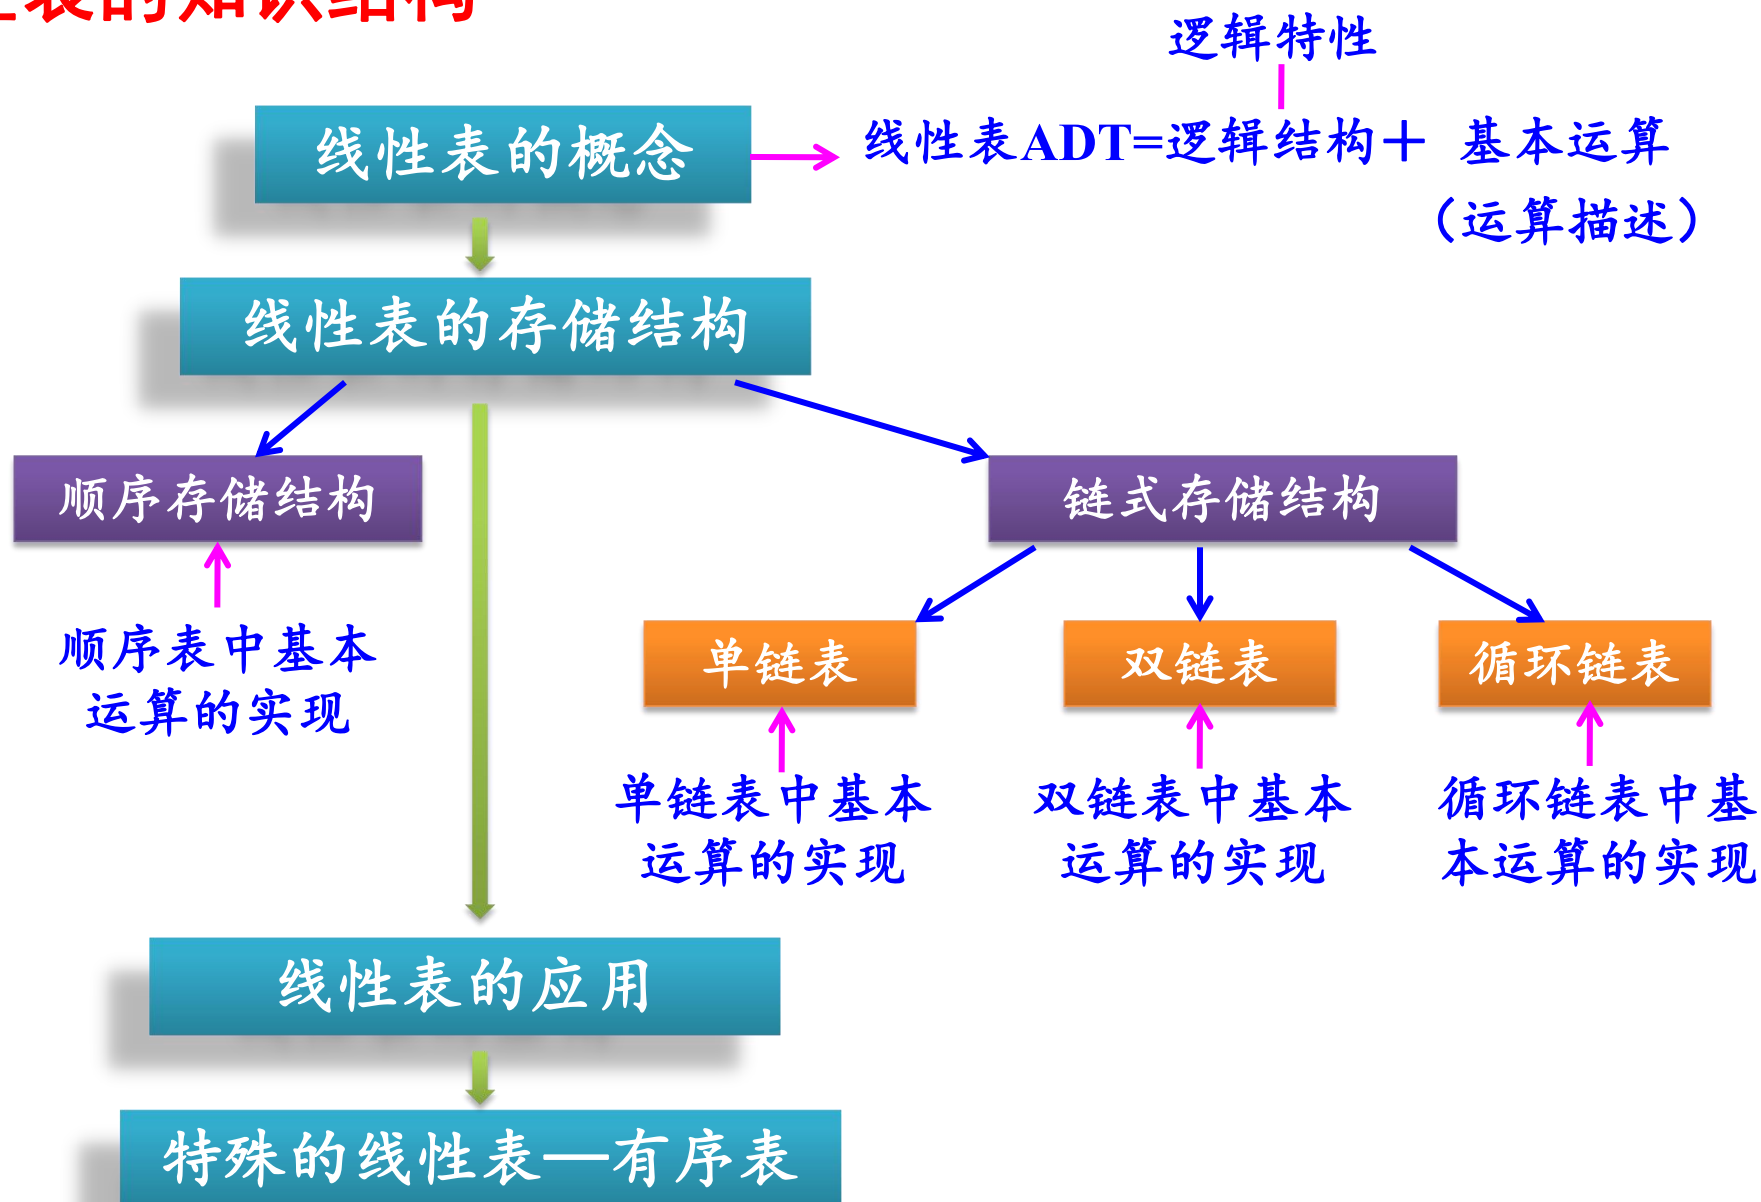 表的知识结构
逻辑特性
线性表的概念
线性表ADT=逻辑结构＋ 基本运算
（运算描述）
线性表的存储结构
顺序存储结构
链式存储结构
顺序表中基本
运算的实现
单链表
双链表
循环链表
单链表中基本
运算的实现
双链表中基本
运算的实现
循环链表中基
本运算的实现
线性表的应用
特殊的线性表—有序表